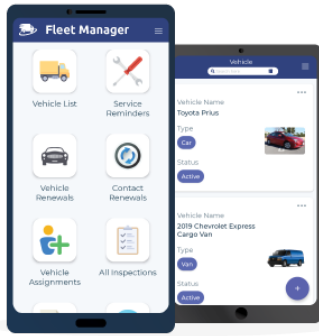 Fleet Manager
Vehicle List
Service
Reminders
Vehicle
Renewals
Contact
Renewals
Vehicle
Assignments
All Inspections
Vehicle
Vehicle Name
Toyota Prius
Type
Car
Status
Active
Vehicle Name
2019 Chevrolet Express
Cargo Van
Type
Van
Status
Active